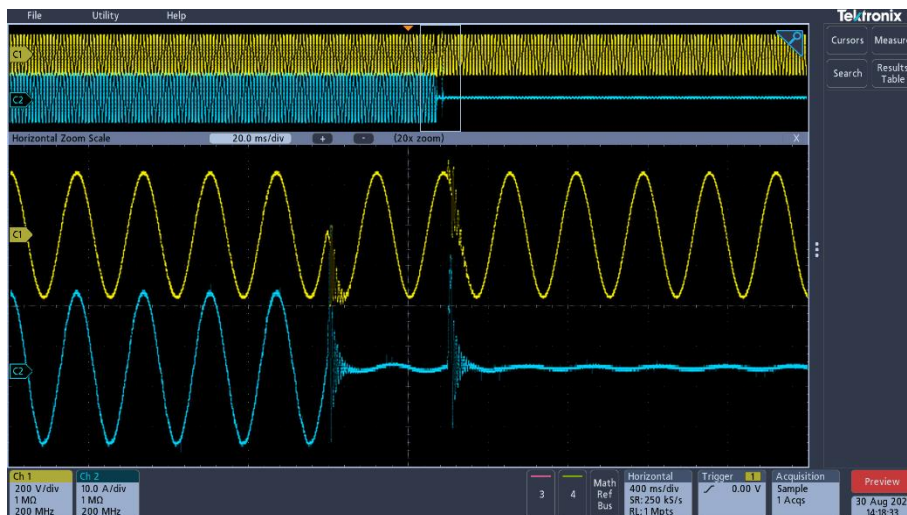 File Utility Help
Tektronix
Cursors Measure
Search Results
Table
C1
C2
Horizontal Zoom Scale 20.0 ms/div + - (20x zoom) X
C1
C2
Ch 1
200 V/div
1 MΩ
200 MHz
Ch 2
10.0 A/div
1 MΩ
200 MHz
3
4
Math
Ref
Bus
Horizontal
400 ms/div
SR: 250 kS/s
RL: 1 Mpts
Trigger 1
0.00 V
Acquisition
Sample
1 Acqs
Preview
30 Aug 202
14:18:33